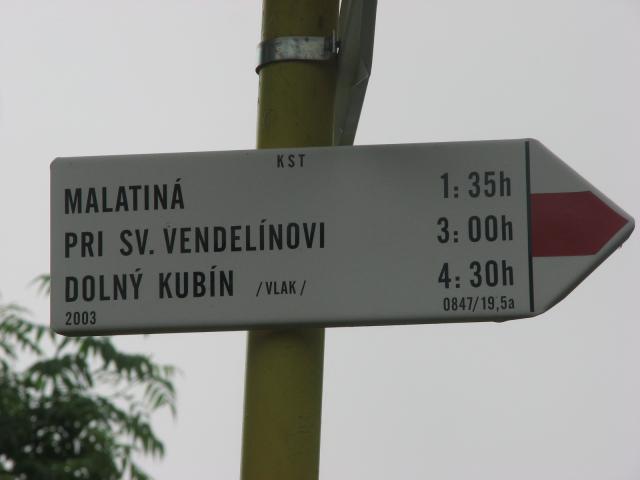 KST
MALATINÁ 1: 35h
PRI SV. VENDELÍNOVI 3: 00h
DOLNÝ KUBÍN /VLAK/ 4: 30h
2003 0847/19,5a